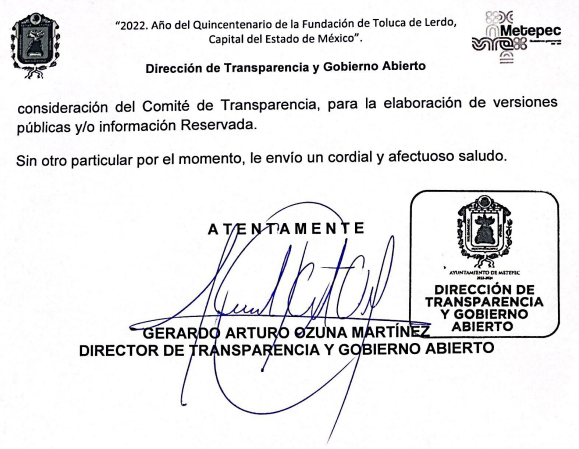 “2022. Año del Quincentenario de la Fundación de Toluca de Lerdo,
Capital del Estado de México”.
Metepec
Dirección de Transparencia y Gobierno Abierto
consideración del Comité de Transparencia, para la elaboración de versiones
públicas y/o información Reservada.
Sin otro particular por el momento, le envío un cordial y afectuoso saludo.
A T E N T A M E N T E
GERARDO ARTURO OZUNA MARTÍNEZ
DIRECTOR DE TRANSPARENCIA Y GOBIERNO ABIERTO
AYUNTAMIENTO DE METEPEC
2022-2024
DIRECCIÓN DE
TRANSPARENCIA
Y GOBIERNO
ABIERTO